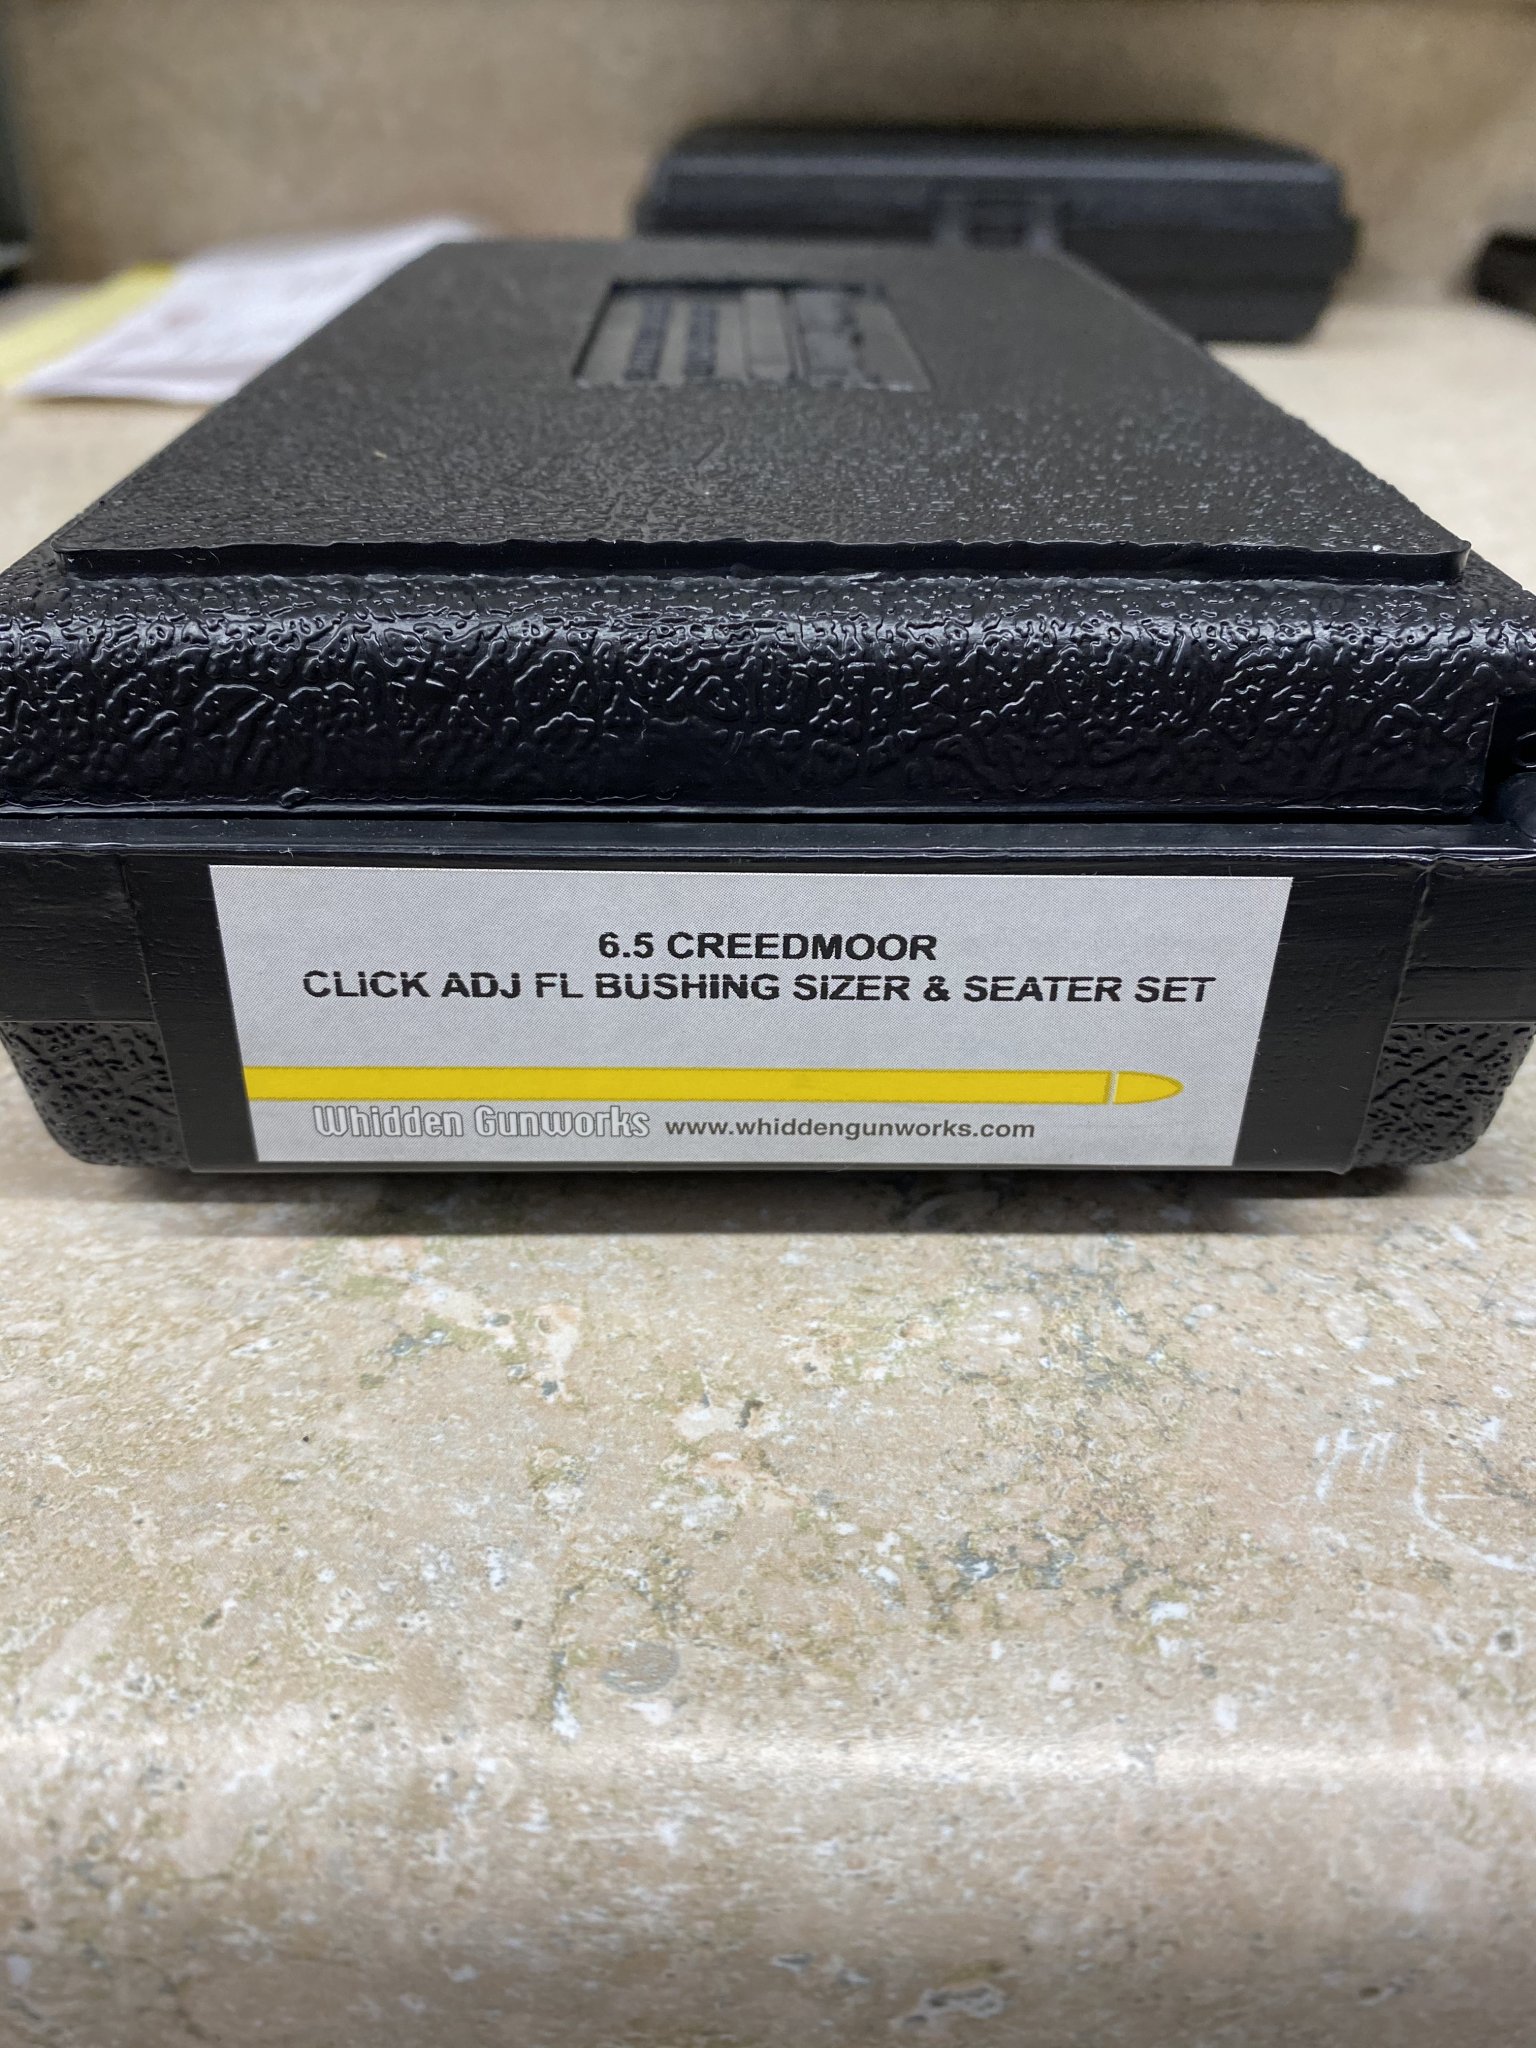 6.5 CREEDMOOR
CLICK ADJ FL BUSHING SIZER & SEATER SET
Whidden Gunworks www.whiddengunworks.com